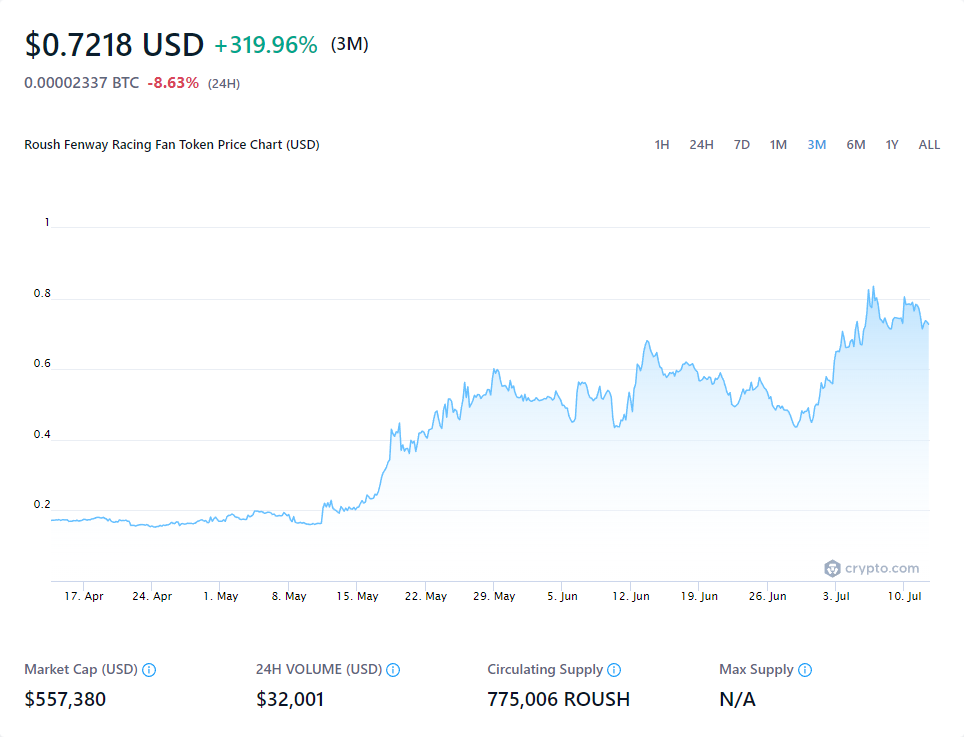 $0.7218 USD +319.96% (3M)
0.00002337 BTC -8.63% (24H)
Roush Fenway Racing Fan Token Price Chart (USD) 1H 24H 7D 1M 3M 6M 1Y ALL
1
0.8
0.6
0.4
0.2
crypto.com
17. Apr 24. Apr 1. May 8. May 15. May 22. May 29. May 5. Jun 12. Jun 19. Jun 26. Jun 3. Jul 10. Jul
Market Cap (USD) 24H VOLUME (USD) Circulating Supply Max Supply
$557,380 $32,001 775,006 ROUSH N/A